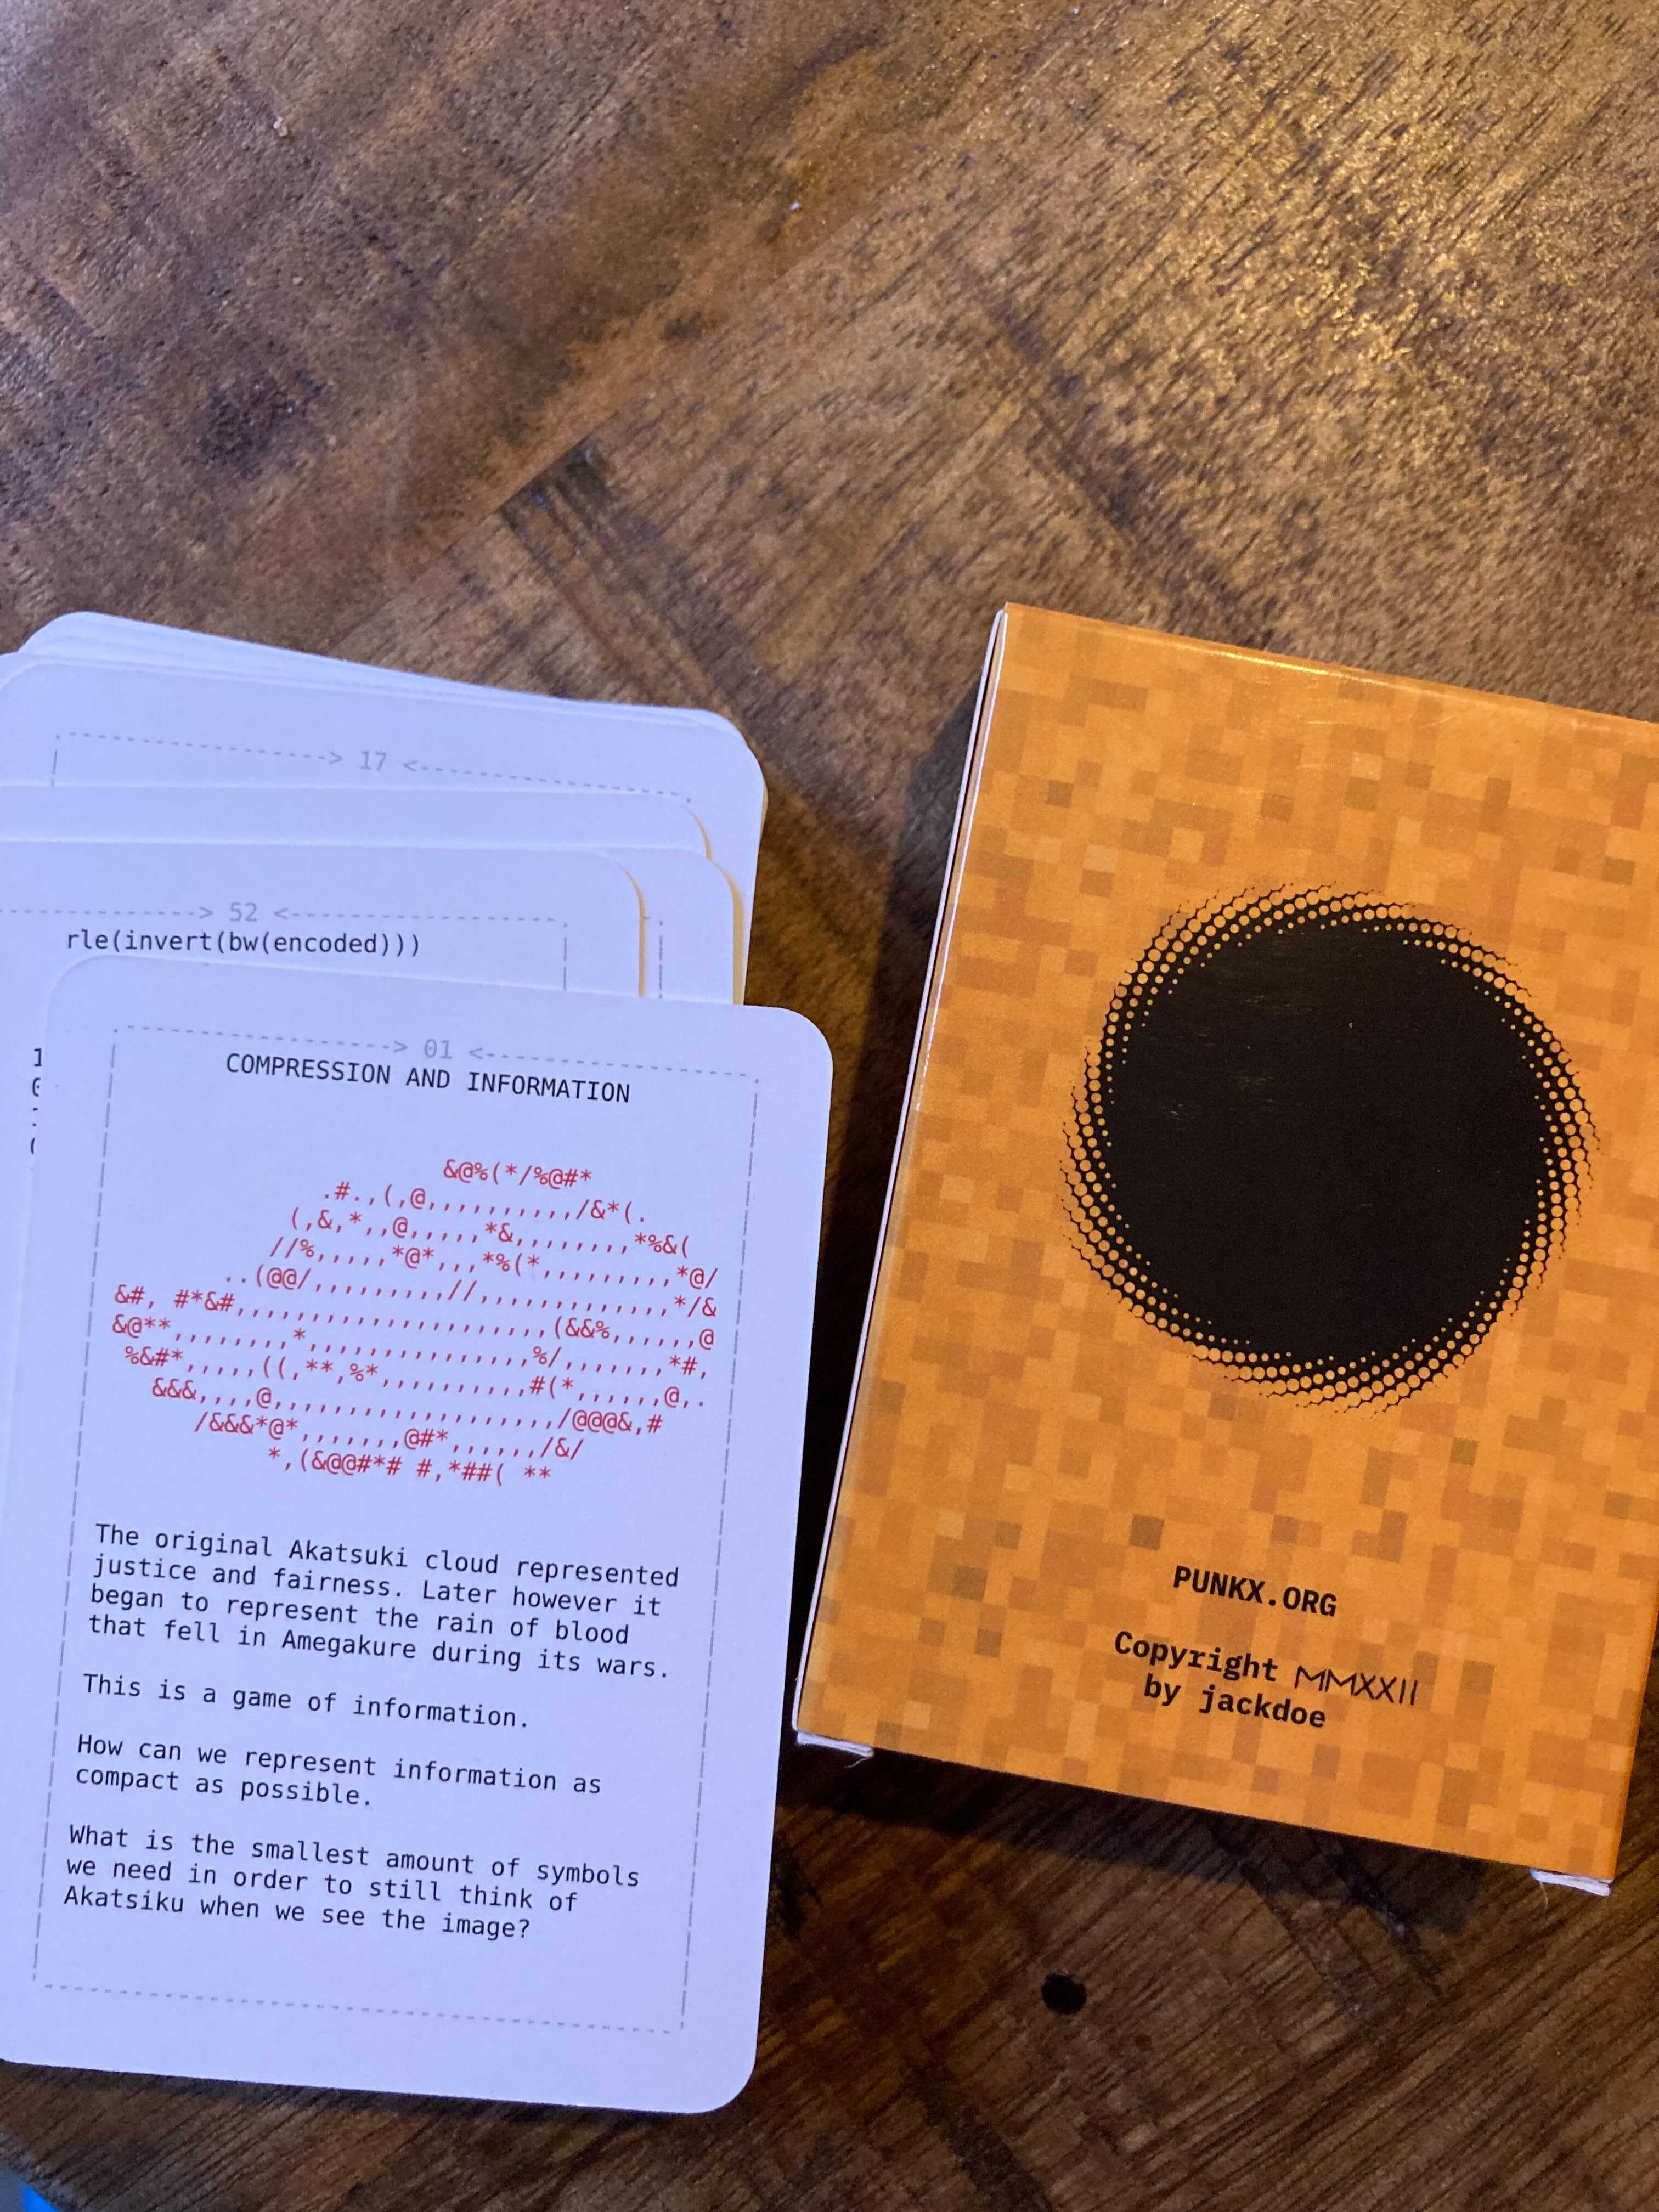 -----------------> 17 <-----------------
-----------------> 52 <-----------------
rle(invert(bw(encoded)))
-----------------> 01 <-----------------
COMPRESSION AND INFORMATION
&@%(*/%@#*
.#.,(,@,,,,,,,,,,/&*(.
(,&,*,,@,,,,,*&,,,,,,,,*%&(
//%,,,,,*@*,,,*%(*,,,,,,,,,*@/
..(@@/,,,,,,,,,//,,,,,,,,,,,,,*/&
&#, #*&#,,,,,,,,,,,,,,,,,,,,,(&&%,,,,,,@
&@**,,,,,,,,*,,,,,,,,,,,,,,,%/,,,,,,,*#,
%&#*,,,,,((,**,%*,,,,,,,,,,#(*,,,,,,@,.
&&&,,,,@,,,,,,,,,,,,,,,,,,,/@@@&,#
/&&&*@*,,,,,,,@#*,,,,,,/&/
*,(&@@#*# #,*##( **
The original Akatsuki cloud represented
justice and fairness. Later however it
began to represent the rain of blood
that fell in Amegakure during its wars.
This is a game of information.
How can we represent information as
compact as possible.
What is the smallest amount of symbols
we need in order to still think of
Akatsiku when we see the image?
PUNKX.ORG
Copyright MMXXII
by jackdoe